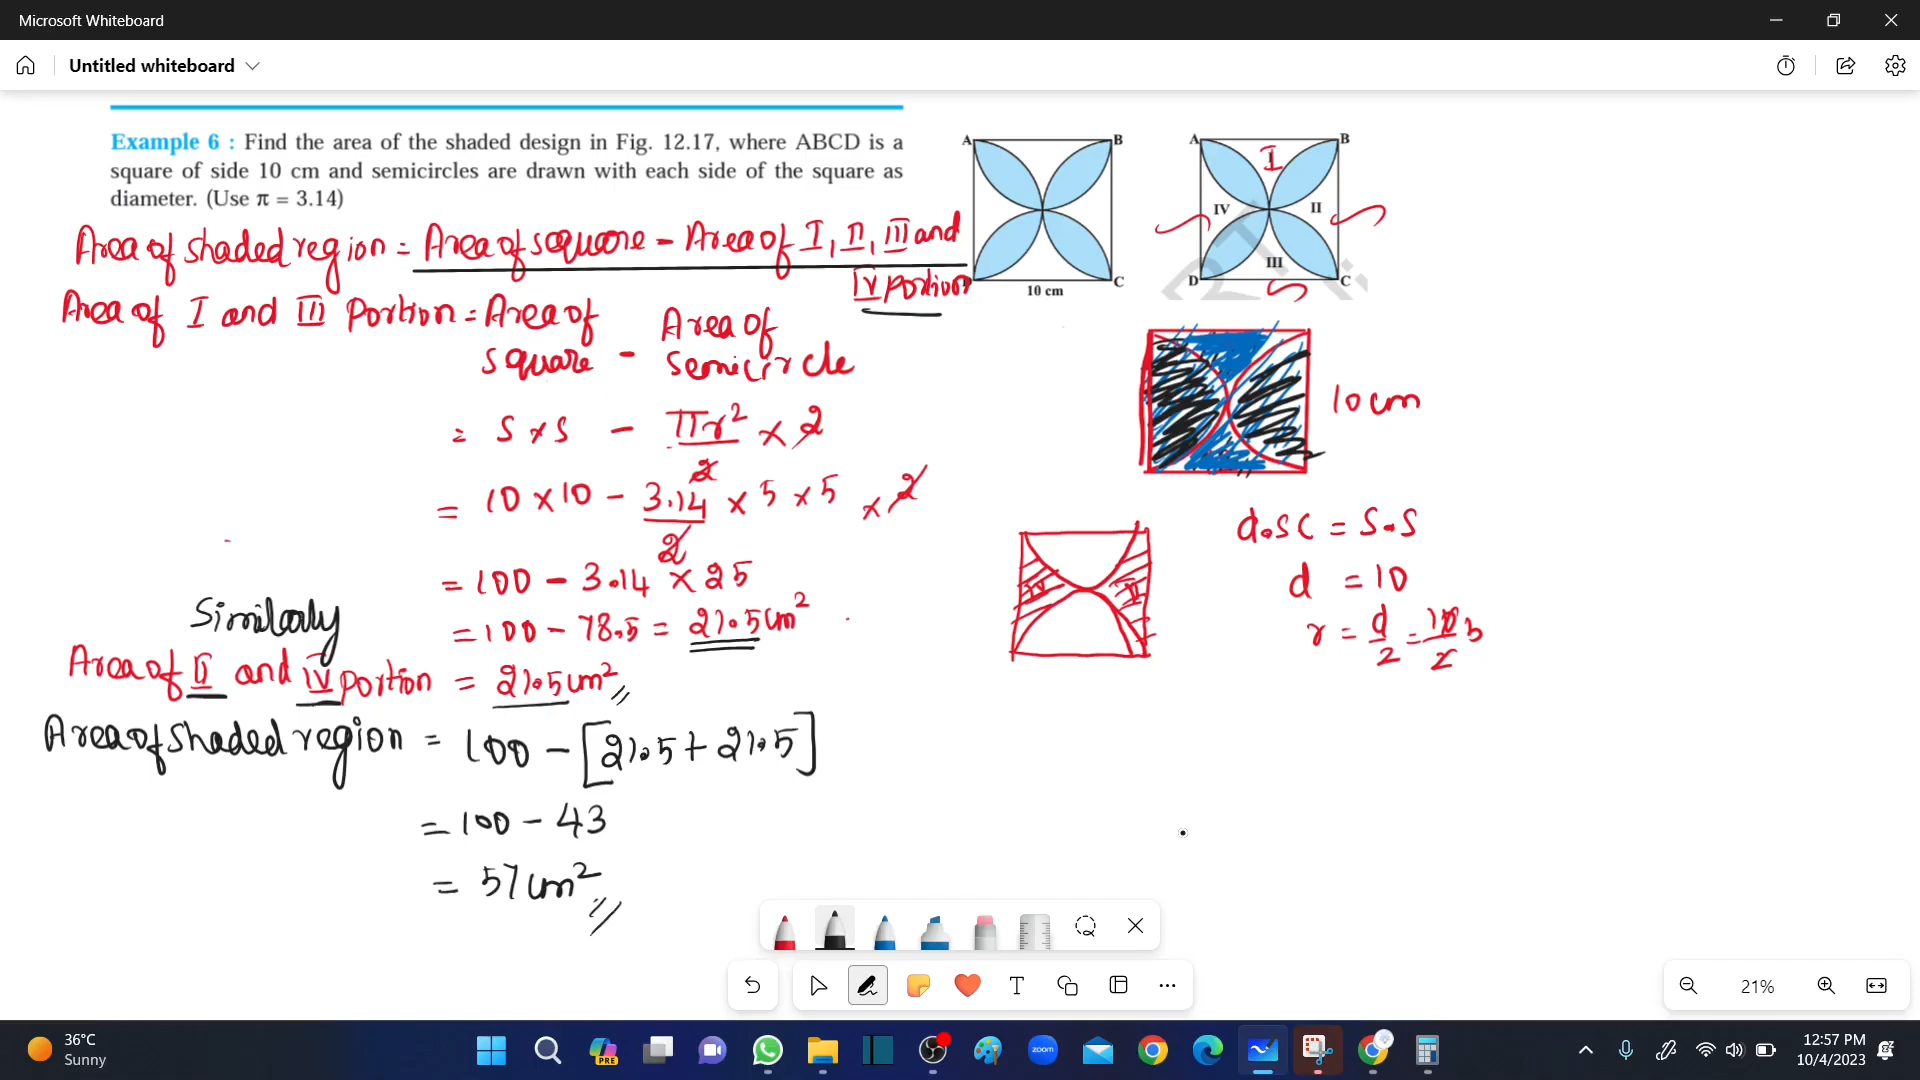 Microsoft Whiteboard
Untitled whiteboard
Example 6 : Find the area of the shaded design in Fig. 12.17, where ABCD is a
square of side 10 cm and semicircles are drawn with each side of the square as
diameter. (Use π = 3.14)
A B
D C
10 cm
A B
I
IV II
III
D C
Area of shaded region = Area of square - Area of I, II, III and
IV portion
Area of I and III Portion = Area of square - Area of semicircle
= S × S - πr²/2 × 2
= 10 × 10 - 3.14/2 × 5 × 5 × 2
= 100 - 3.14 × 25
= 100 - 78.5 = 21.5 cm²
Similarly
Area of II and IV portion = 21.5 cm²
Area of shaded region = 100 - [21.5 + 21.5]
= 100 - 43
= 57 cm²
10 cm
IV II
d.SC = S.S
d = 10
r = d/2 = 10/2 5
21%
36°C
Sunny
PRE
zoom
12:57 PM
10/4/2023